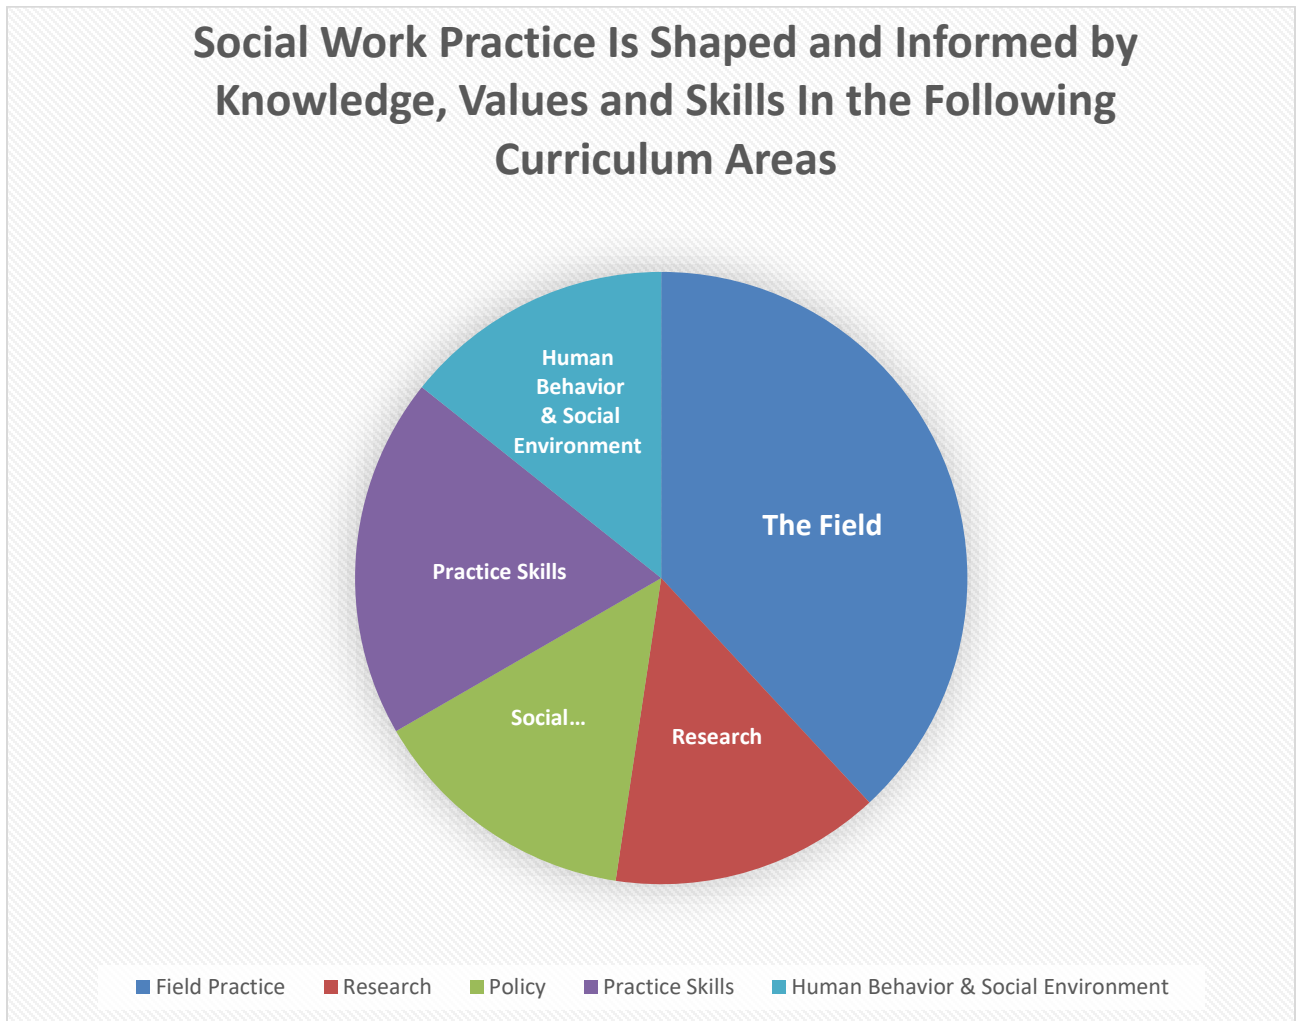 Social Work Practice Is Shaped and Informed by
Knowledge, Values and Skills In the Following
Curriculum Areas
Human
Behavior
& Social
Environment
The Field
Practice Skills
Social...
Research
Field Practice
Research
Policy
Practice Skills
Human Behavior & Social Environment